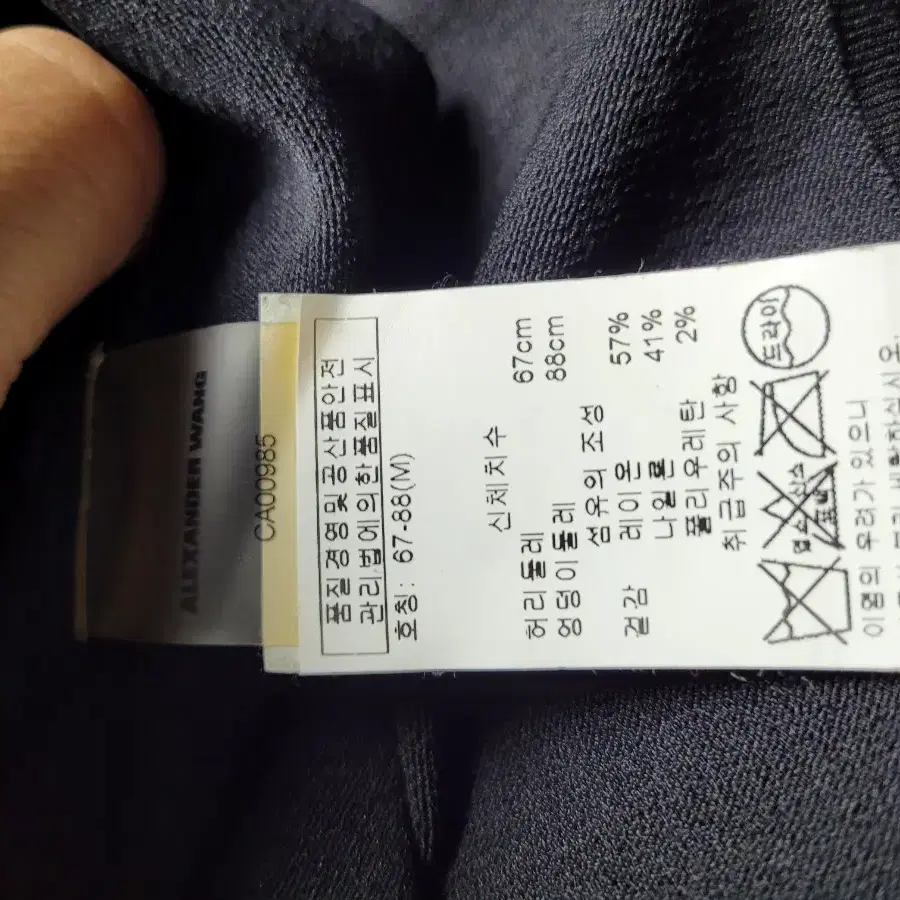 ALEXANDER WANG
CA00985
품질경영및공산품안전
관리법에의한품질표시
호칭: 67-88(M)
신체치수
허리둘레 67cm
엉덩이둘레 88cm
섬유의 조성
겉감 레이온 57%
나일론 41%
폴리우레탄 2%
취급주의 사항
드라이
염소
표백
이염의 우려가 있으니